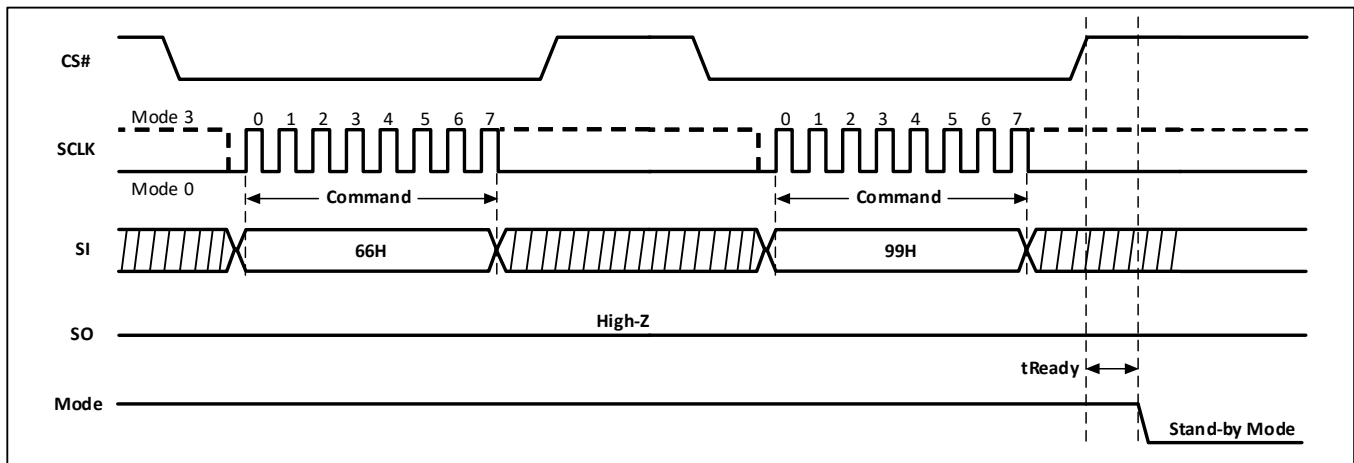 CS#
Mode 3
0 1 2 3 4 5 6 7 0 1 2 3 4 5 6 7
SCLK
Mode 0
Command Command
SI 66H 99H
High-Z
SO
tReady
Mode
Stand-by Mode